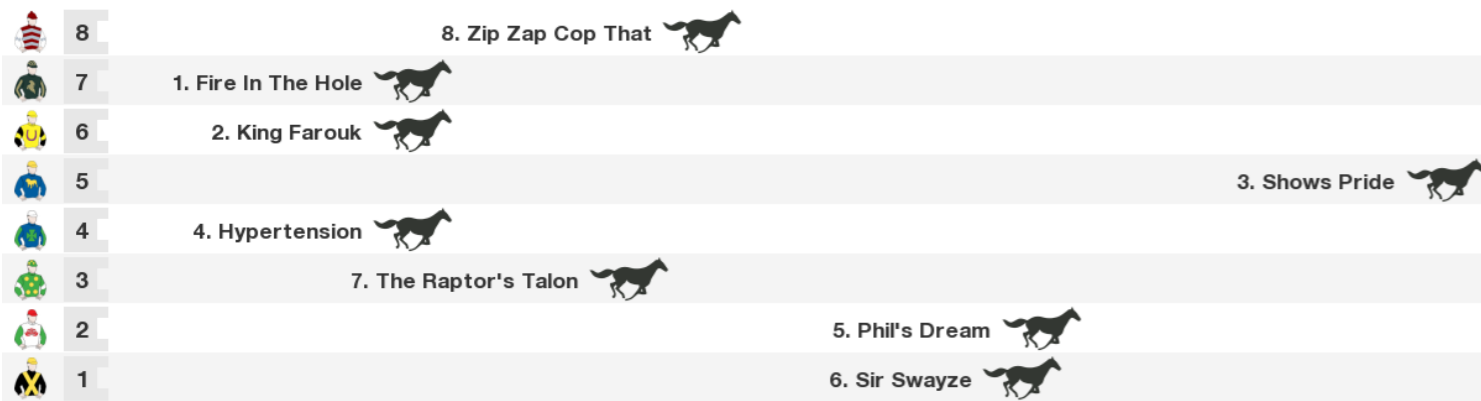 8 8. Zip Zap Cop That
7 1. Fire In The Hole
6 2. King Farouk
5 3. Shows Pride
4 4. Hypertension
3 7. The Raptor's Talon
2 5. Phil's Dream
1 6. Sir Swayze